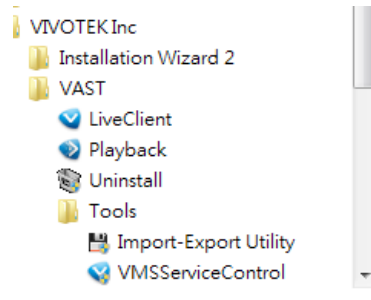 VIVOTEK Inc
Installation Wizard 2
VAST
LiveClient
Playback
Uninstall
Tools
Import-Export Utility
VMSServiceControl